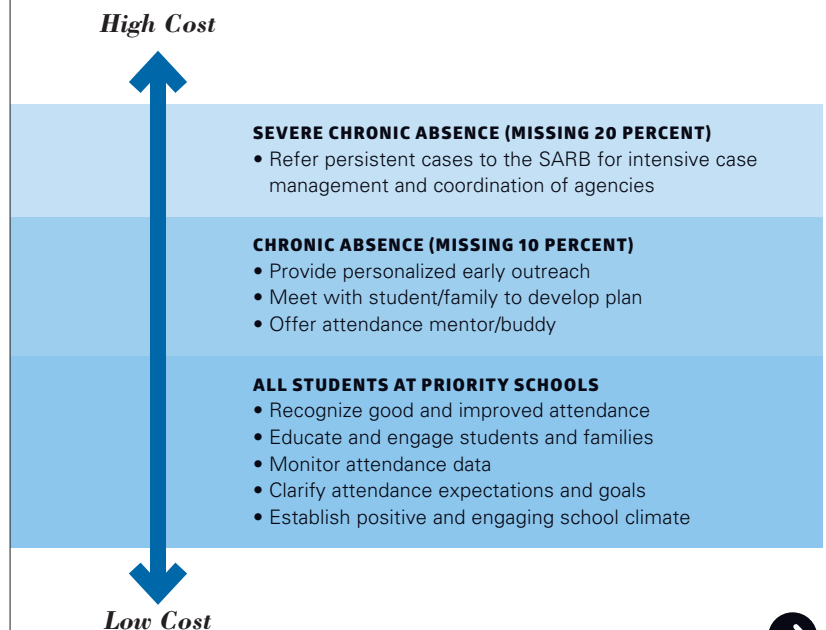 High Cost
SEVERE CHRONIC ABSENCE (MISSING 20 PERCENT)
• Refer persistent cases to the SARB for intensive case
management and coordination of agencies
CHRONIC ABSENCE (MISSING 10 PERCENT)
• Provide personalized early outreach
• Meet with student/family to develop plan
• Offer attendance mentor/buddy
ALL STUDENTS AT PRIORITY SCHOOLS
• Recognize good and improved attendance
• Educate and engage students and families
• Monitor attendance data
• Clarify attendance expectations and goals
• Establish positive and engaging school climate
Low Cost